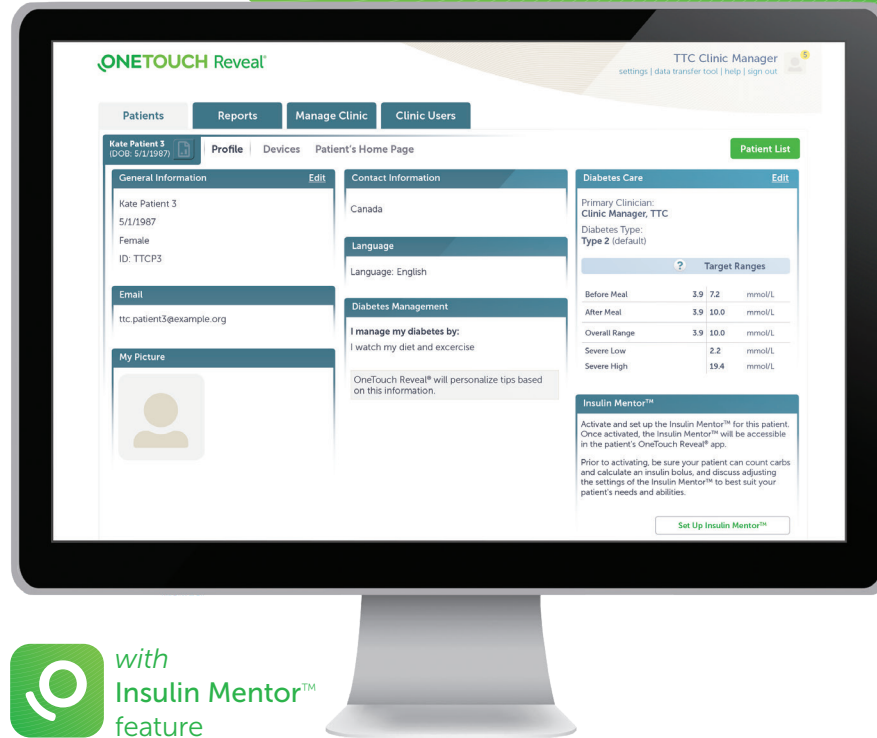 ONETOUCH Reveal®
TTC Clinic Manager
5
settings | data transfer tool | help | sign out
Patients
Reports
Manage Clinic
Clinic Users
Kate Patient 3
(DOB: 5/1/1987)
Profile
Devices
Patient's Home Page
Patient List
General Information
Edit
Kate Patient 3
5/1/1987
Female
ID: TTCP3
Email
ttc.patient3@example.org
My Picture
Contact Information
Canada
Language
Language: English
Diabetes Management
I manage my diabetes by:
I watch my diet and excercise
OneTouch Reveal® will personalize tips based
on this information.
Diabetes Care
Edit
Primary Clinician:
Clinic Manager, TTC
Diabetes Type:
Type 2 (default)
? Target Ranges
Before Meal 3.9 7.2 mmol/L
After Meal 3.9 10.0 mmol/L
Overall Range 3.9 10.0 mmol/L
Severe Low 2.2 mmol/L
Severe High 19.4 mmol/L
Insulin Mentor™
Activate and set up the Insulin Mentor™ for this patient.
Once activated, the Insulin Mentor™ will be accessible
in the patient's OneTouch Reveal® app.
Prior to activating, be sure your patient can count carbs
and calculate an insulin bolus, and discuss adjusting
the settings of the Insulin Mentor™ to best suit your
patient's needs and abilities.
Set Up Insulin Mentor™
with
Insulin Mentor™
feature